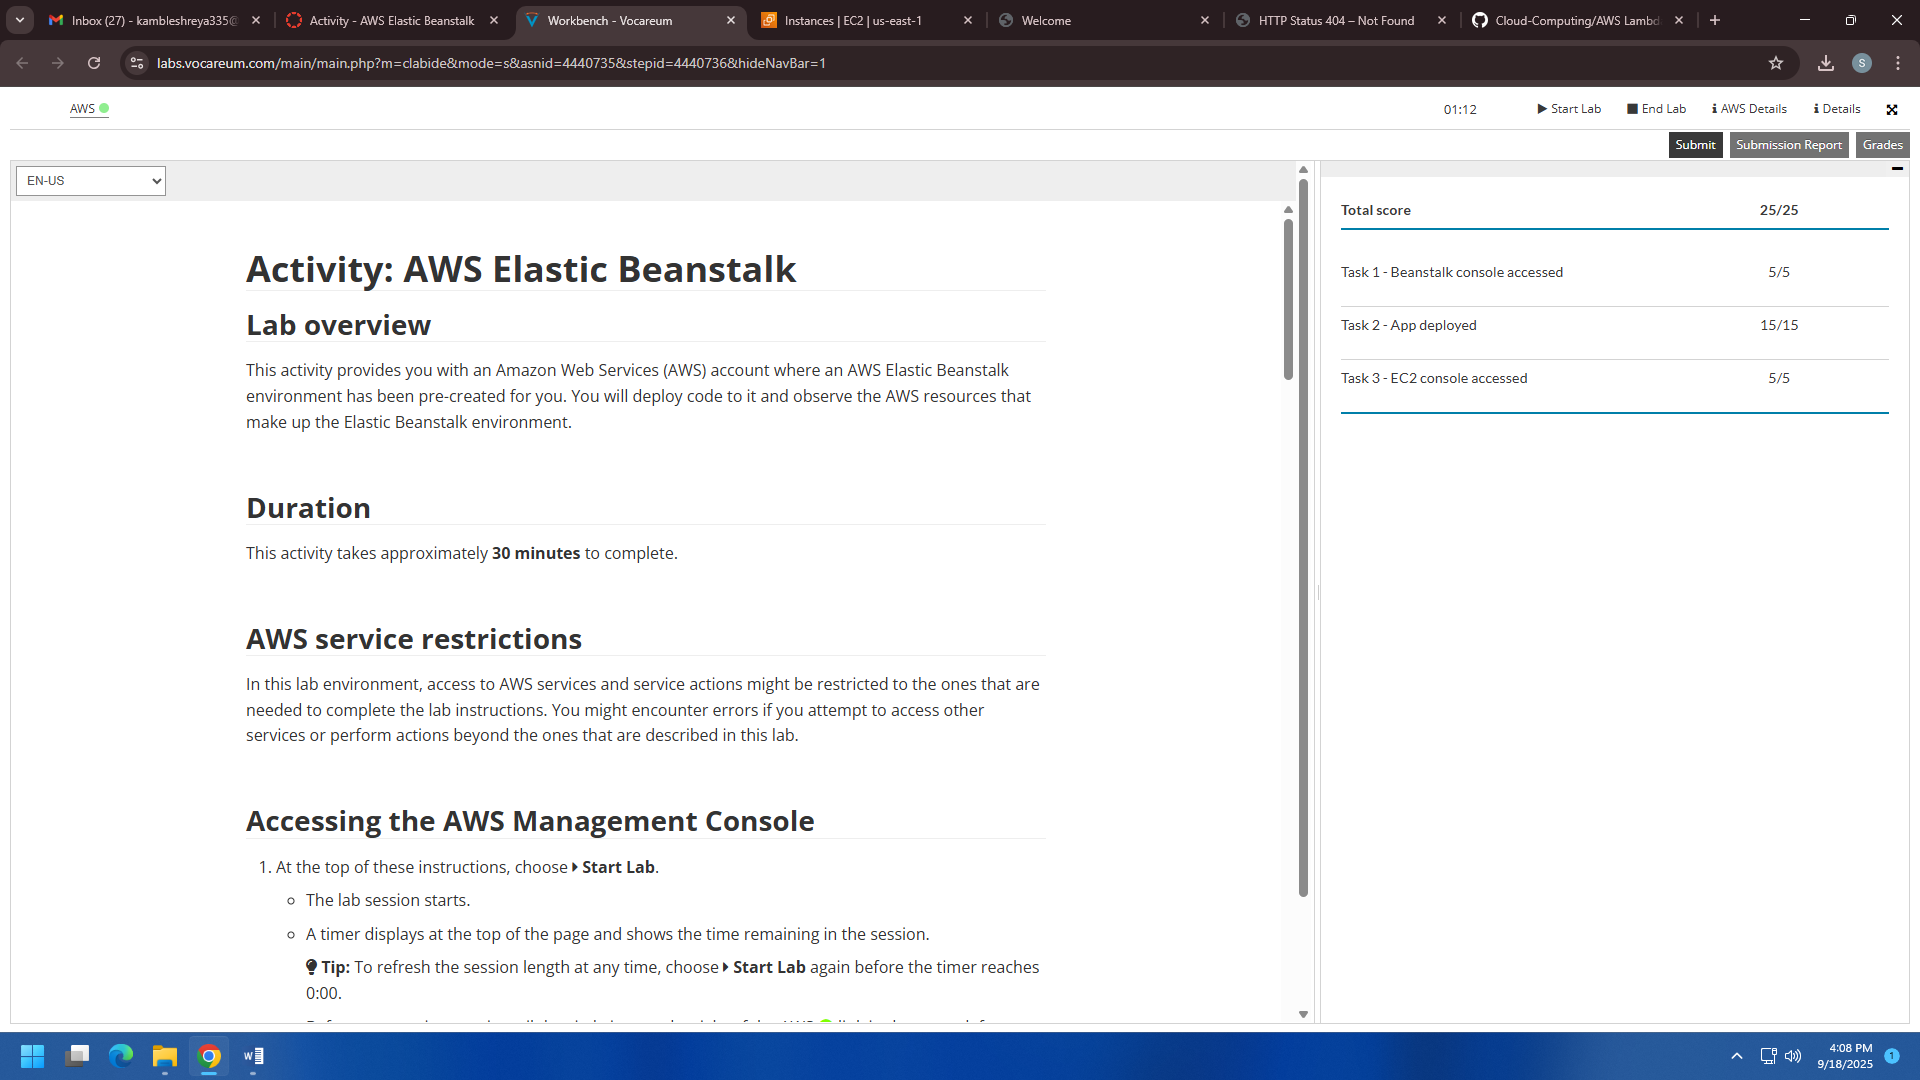 Inbox (27) - kambleshreya335@
Activity - AWS Elastic Beanstalk
Workbench - Vocareum
Instances | EC2 | us-east-1
Welcome
HTTP Status 404 – Not Found
Cloud-Computing/AWS Lambd
labs.vocareum.com/main/main.php?m=clabide&mode=s&asnid=4440735&stepid=4440736&hideNavBar=1
S
AWS
01:12
Start Lab
End Lab
AWS Details
Details
Submit
Submission Report
Grades
EN-US
Activity: AWS Elastic Beanstalk
Lab overview
This activity provides you with an Amazon Web Services (AWS) account where an AWS Elastic Beanstalk
environment has been pre-created for you. You will deploy code to it and observe the AWS resources that
make up the Elastic Beanstalk environment.
Duration
This activity takes approximately 30 minutes to complete.
AWS service restrictions
In this lab environment, access to AWS services and service actions might be restricted to the ones that are
needed to complete the lab instructions. You might encounter errors if you attempt to access other
services or perform actions beyond the ones that are described in this lab.
Accessing the AWS Management Console
1. At the top of these instructions, choose Start Lab.
The lab session starts.
A timer displays at the top of the page and shows the time remaining in the session.
Tip: To refresh the session length at any time, choose Start Lab again before the timer reaches
0:00.
Total score 25/25
Task 1 - Beanstalk console accessed 5/5
Task 2 - App deployed 15/15
Task 3 - EC2 console accessed 5/5
4:08 PM
9/18/2025
1